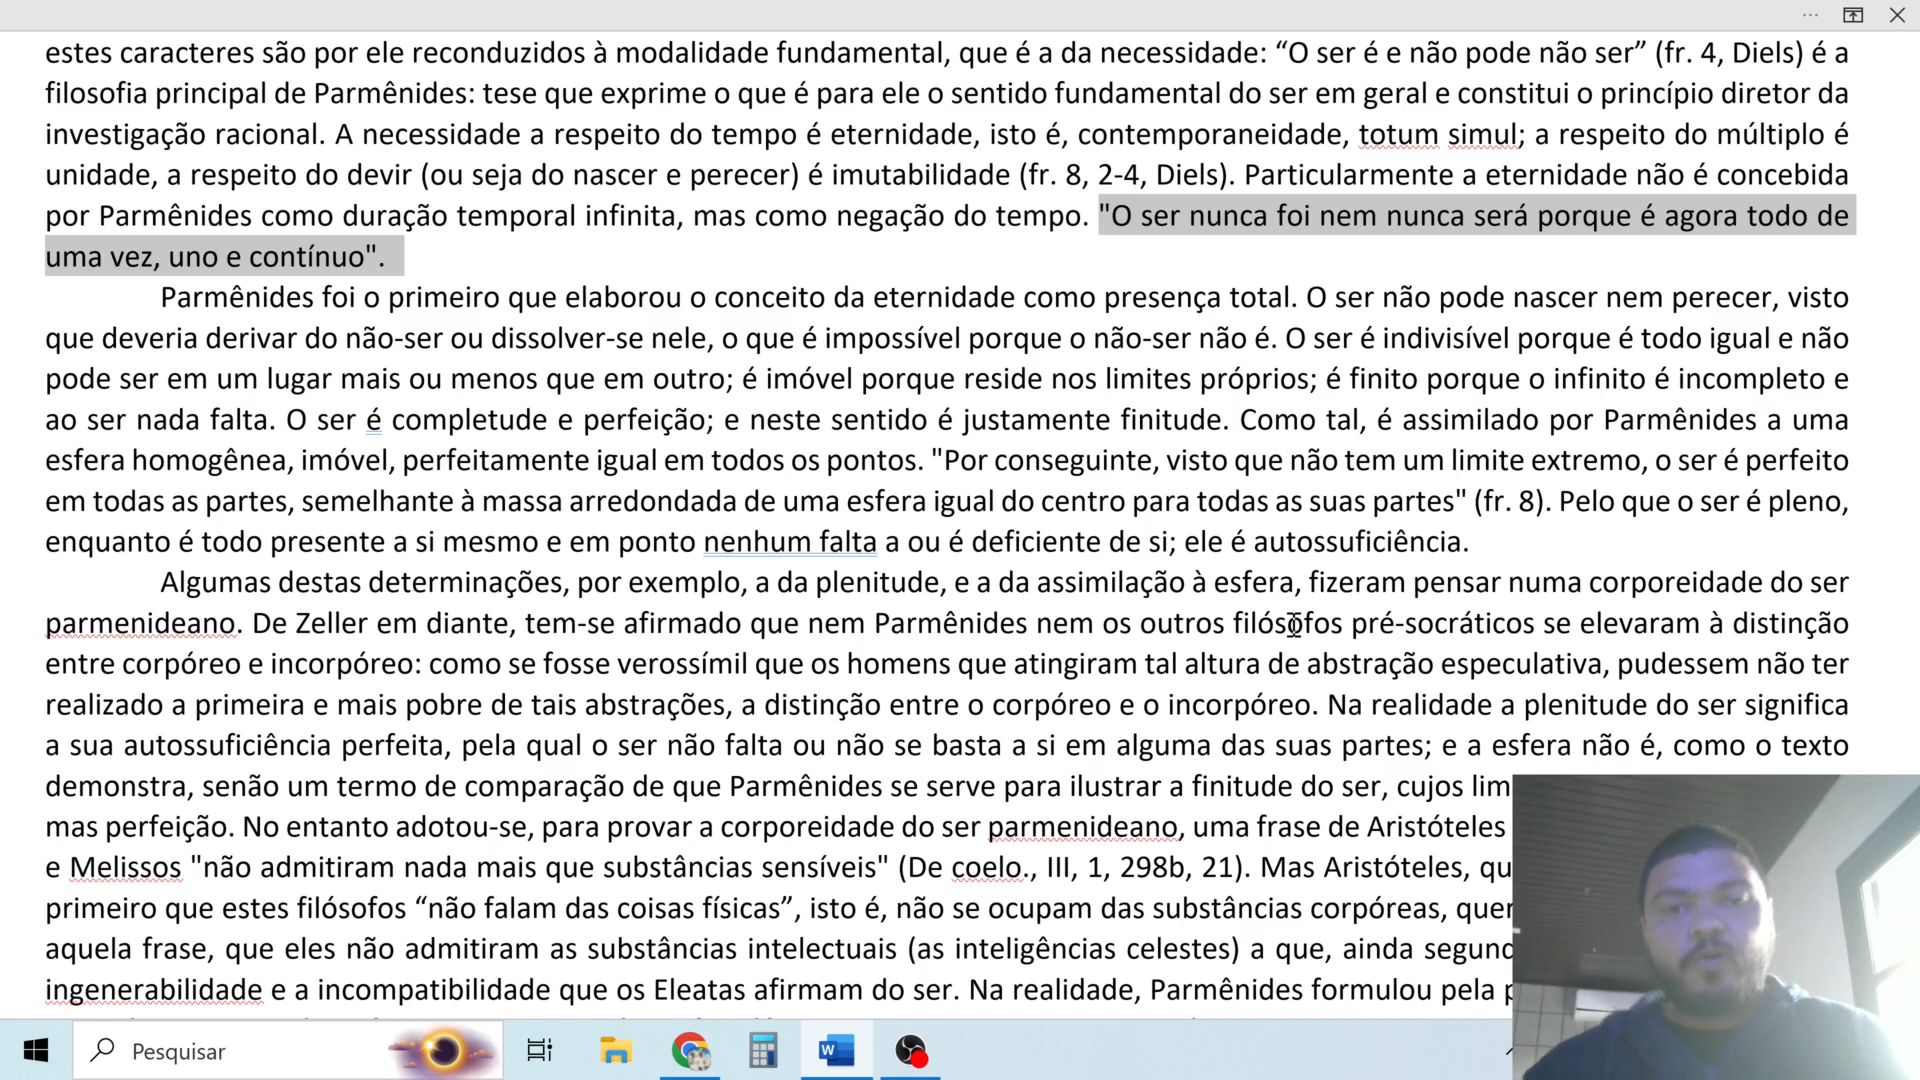 estes caracteres são por ele reconduzidos à modalidade fundamental, que é a da necessidade: “O ser é e não pode não ser” (fr. 4, Diels) é a
filosofia principal de Parmênides: tese que exprime o que é para ele o sentido fundamental do ser em geral e constitui o princípio diretor da
investigação racional. A necessidade a respeito do tempo é eternidade, isto é, contemporaneidade, totum simul; a respeito do múltiplo é
unidade, a respeito do devir (ou seja do nascer e perecer) é imutabilidade (fr. 8, 2-4, Diels). Particularmente a eternidade não é concebida
por Parmênides como duração temporal infinita, mas como negação do tempo. "O ser nunca foi nem nunca será porque é agora todo de
uma vez, uno e contínuo".
Parmênides foi o primeiro que elaborou o conceito da eternidade como presença total. O ser não pode nascer nem perecer, visto
que deveria derivar do não-ser ou dissolver-se nele, o que é impossível porque o não-ser não é. O ser é indivisível porque é todo igual e não
pode ser em um lugar mais ou menos que em outro; é imóvel porque reside nos limites próprios; é finito porque o infinito é incompleto e
ao ser nada falta. O ser é completude e perfeição; e neste sentido é justamente finitude. Como tal, é assimilado por Parmênides a uma
esfera homogênea, imóvel, perfeitamente igual em todos os pontos. "Por conseguinte, visto que não tem um limite extremo, o ser é perfeito
em todas as partes, semelhante à massa arredondada de uma esfera igual do centro para todas as suas partes" (fr. 8). Pelo que o ser é pleno,
enquanto é todo presente a si mesmo e em ponto nenhum falta a ou é deficiente de si; ele é autossuficiência.
Algumas destas determinações, por exemplo, a da plenitude, e a da assimilação à esfera, fizeram pensar numa corporeidade do ser
parmenideano. De Zeller em diante, tem-se afirmado que nem Parmênides nem os outros filósofos pré-socráticos se elevaram à distinção
entre corpóreo e incorpóreo: como se fosse verossímil que os homens que atingiram tal altura de abstração especulativa, pudessem não ter
realizado a primeira e mais pobre de tais abstrações, a distinção entre o corpóreo e o incorpóreo. Na realidade a plenitude do ser significa
a sua autossuficiência perfeita, pela qual o ser não falta ou não se basta a si em alguma das suas partes; e a esfera não é, como o texto
demonstra, senão um termo de comparação de que Parmênides se serve para ilustrar a finitude do ser, cujos lim
mas perfeição. No entanto adotou-se, para provar a corporeidade do ser parmenideano, uma frase de Aristóteles
e Melissos "não admitiram nada mais que substâncias sensíveis" (De coelo., III, 1, 298b, 21). Mas Aristóteles, qu
primeiro que estes filósofos “não falam das coisas físicas”, isto é, não se ocupam das substâncias corpóreas, quer
aquela frase, que eles não admitiram as substâncias intelectuais (as inteligências celestes) a que, ainda segund
ingenerabilidade e a incompatibilidade que os Eleatas afirmam do ser. Na realidade, Parmênides formulou pela p
Pesquisar